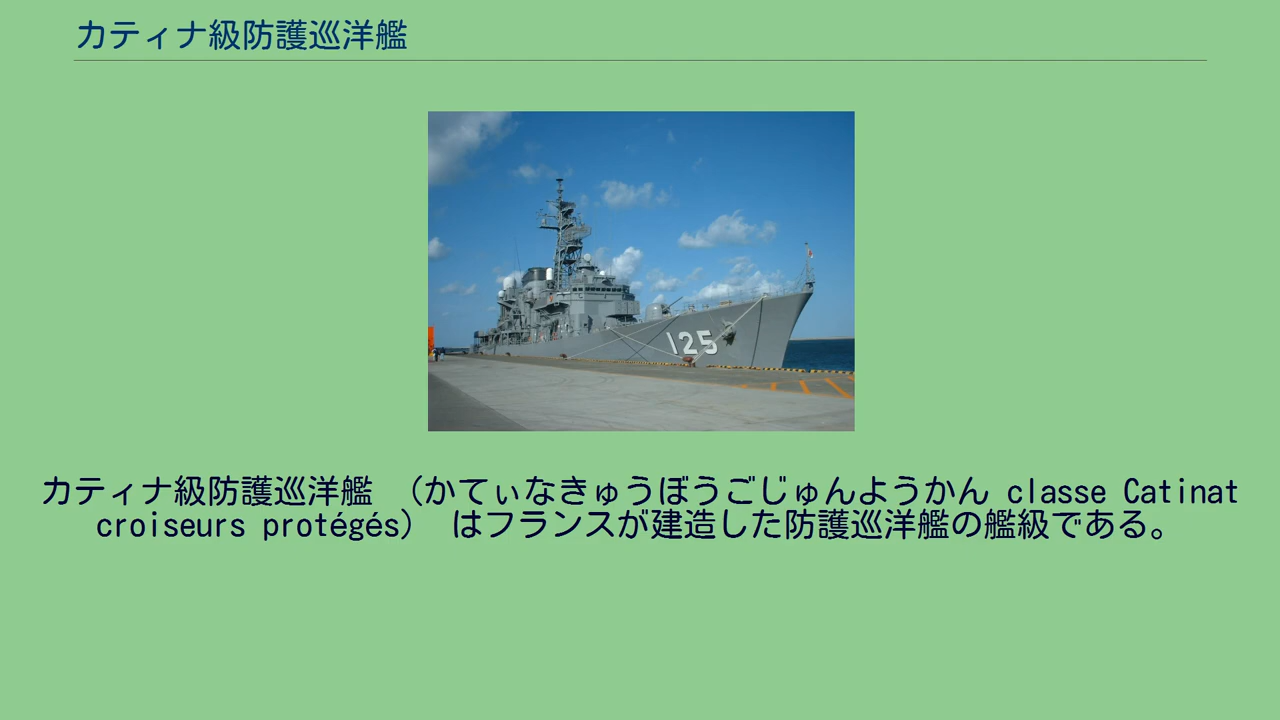 カティナ級防護巡洋艦
125
カティナ級防護巡洋艦 （かてぃなきゅうぼうごじゅんようかん classe Catinat
croiseurs protégés） はフランスが建造した防護巡洋艦の艦級である。